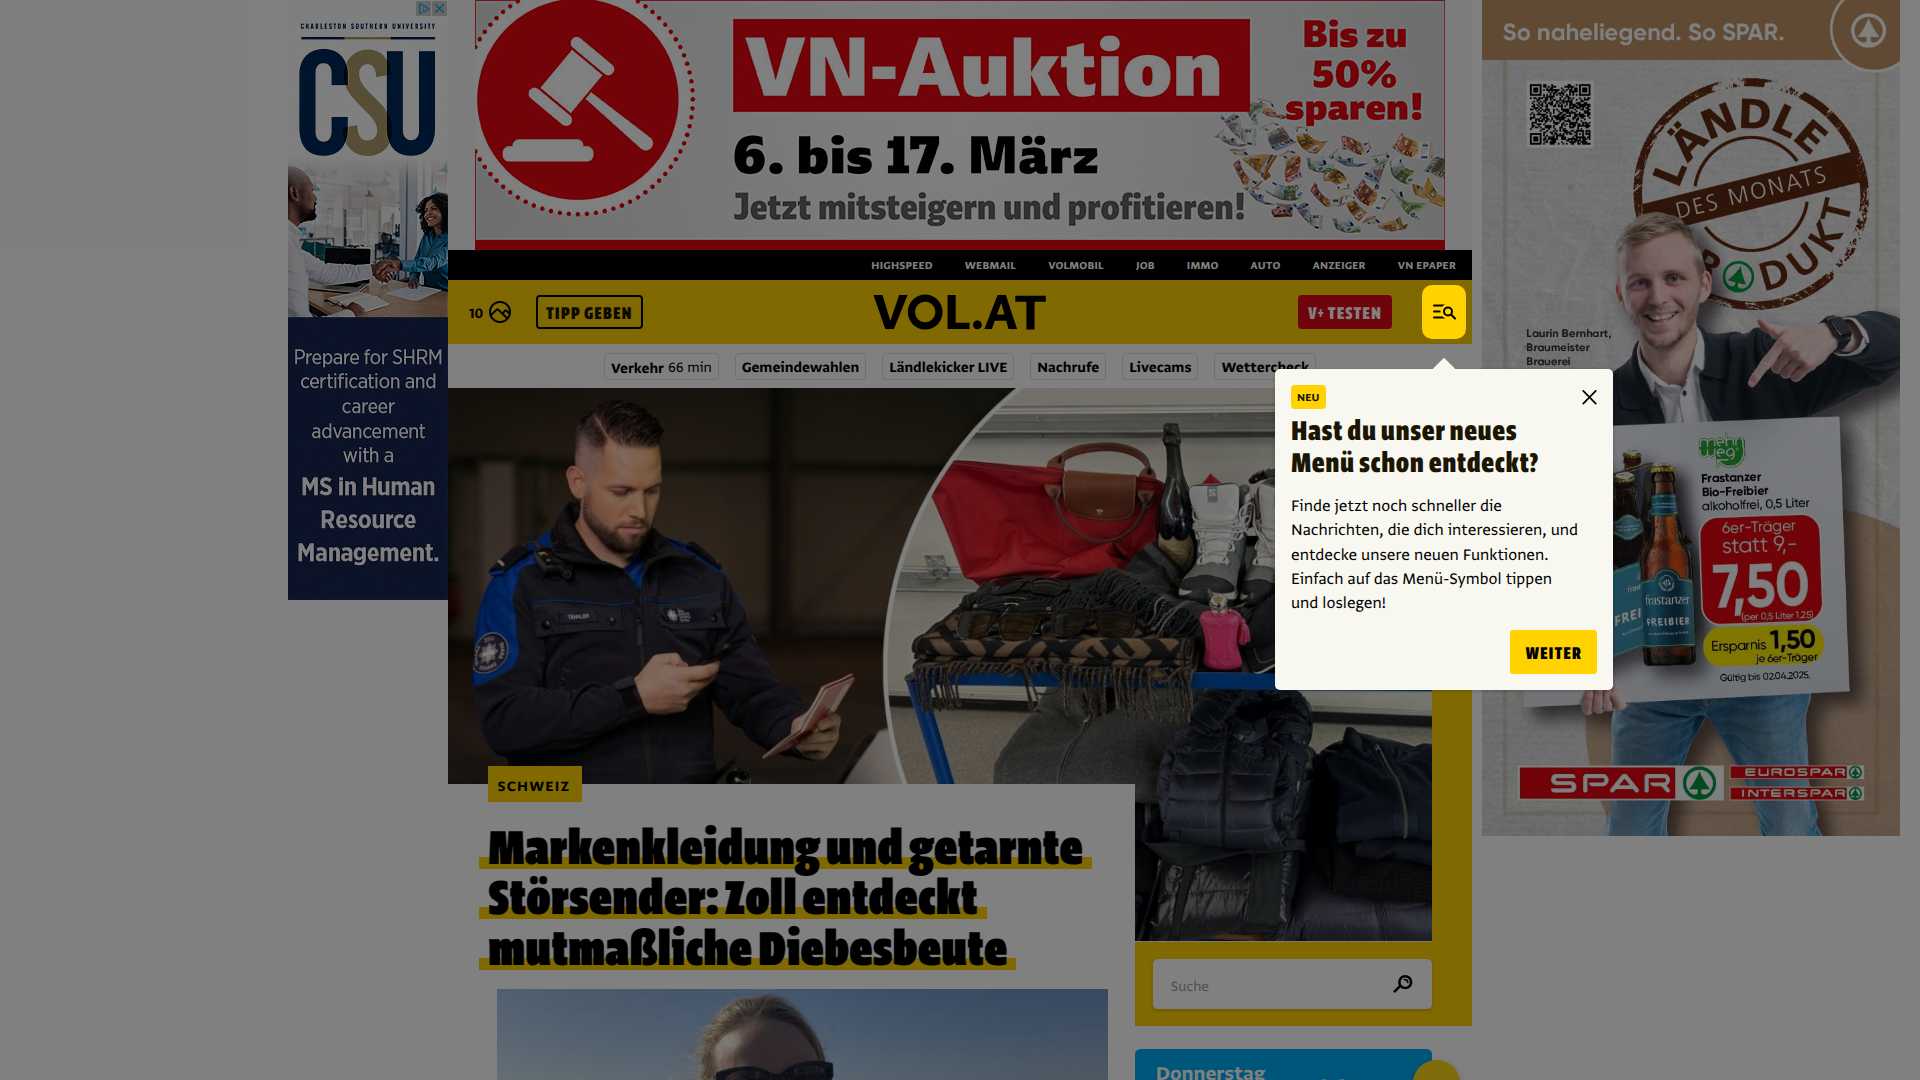 CHARLESTON SOUTHERN UNIVERSITY
CSU
Prepare for SHRM
certification and
career
advancement
with a
MS in Human
Resource
Management.
VN-Auktion
6. bis 17. März
Jetzt mitsteigern und profitieren!
Bis zu
50%
sparen!
So naheliegend. So SPAR.
LÄNDLE
DES MONATS
PRODUKT
Laurin Bernhart,
Braumeister
Brauerei
HIGHSPEED
WEBMAIL
VOLMOBIL
JOB
IMMO
AUTO
ANZEIGER
VN EPAPER
10
TIPP GEBEN
VOL.AT
V+ TESTEN
Verkehr 66 min
Gemeindewahlen
Ländlekicker LIVE
Nachrufe
Livecams
Wettercheck
NEU
Hast du unser neues
Menü schon entdeckt?
Finde jetzt noch schneller die
Nachrichten, die dich interessieren, und
entdecke unsere neuen Funktionen.
Einfach auf das Menü-Symbol tippen
und loslegen!
WEITER
mehr
weg
Frastanzer
Bio-Freibier
alkoholfrei, 0,5 Liter
6er-Träger
statt 9,-
7,50
(per 0,5 Liter 1.25)
Ersparnis 1,50
je 6er-Träger
Gültig bis 02.04.2025.
frastanzer
FREIBIER
SPAR
EUROSPAR
INTERSPAR
SCHWEIZ
Markenkleidung und getarnte
Störsender: Zoll entdeckt
mutmaßliche Diebesbeute
Suche
Donnerstag